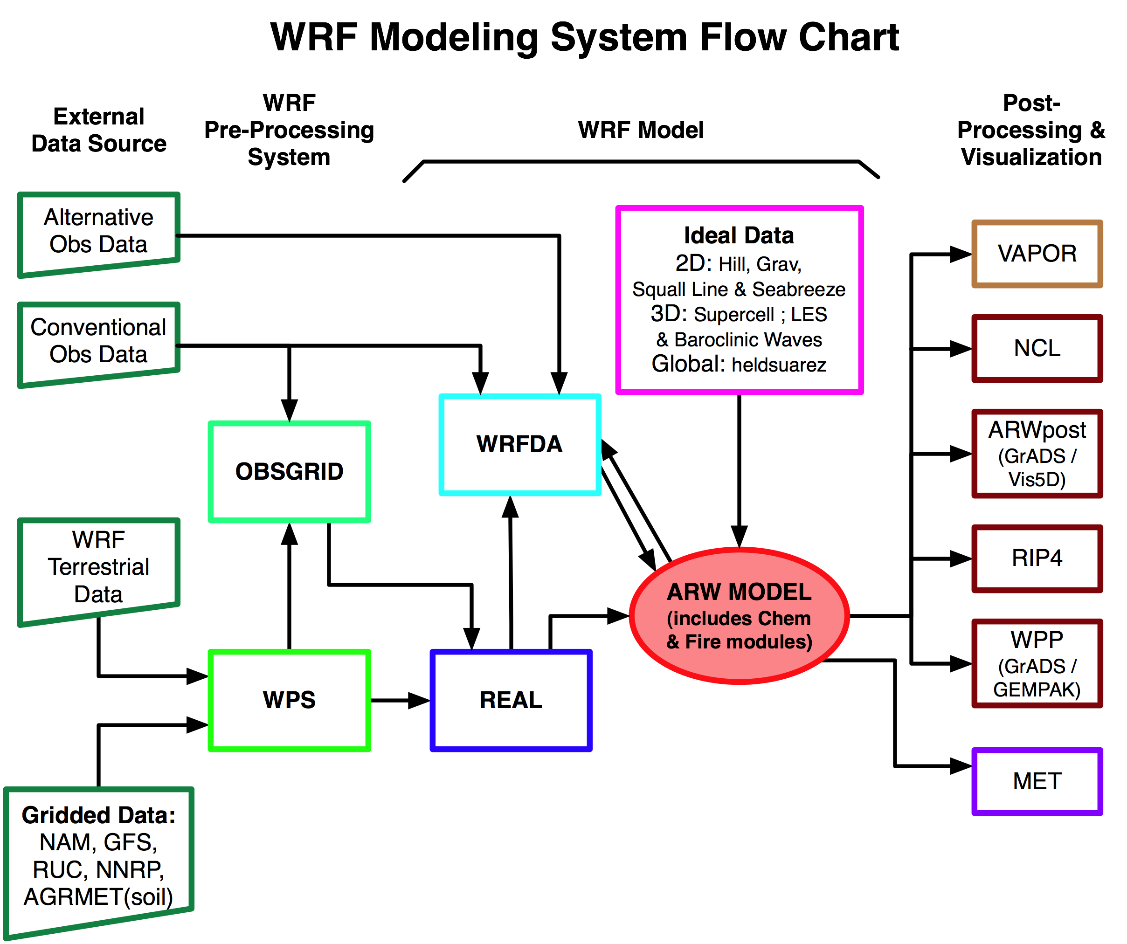 WRF Modeling System Flow Chart
External
Data Source
WRF
Pre-Processing
System
WRF Model
Post-
Processing &
Visualization
Alternative
Obs Data
Conventional
Obs Data
WRF
Terrestrial
Data
Gridded Data:
NAM, GFS,
RUC, NNRP,
AGRMET(soil)
OBSGRID
WPS
WRFDA
REAL
Ideal Data
2D: Hill, Grav,
Squall Line & Seabreeze
3D: Supercell ; LES
& Baroclinic Waves
Global: heldsuarez
ARW MODEL
(includes Chem
& Fire modules)
VAPOR
NCL
ARWpost
(GrADS /
Vis5D)
RIP4
WPP
(GrADS /
GEMPAK)
MET